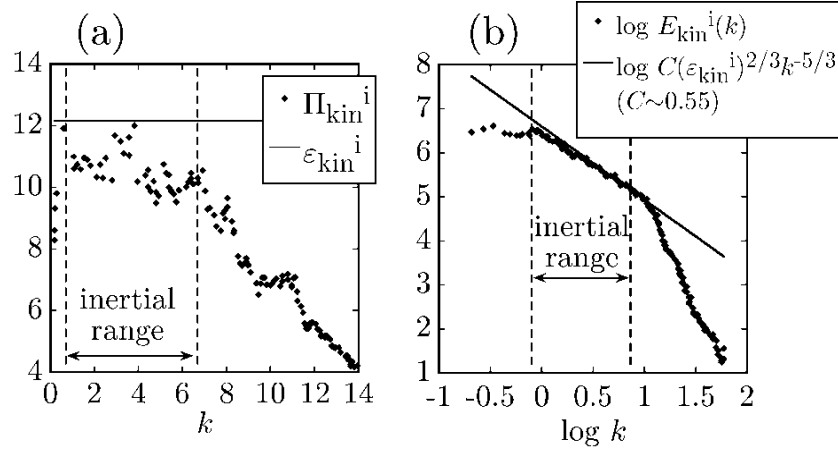 (a)
14
12
10
8
6
4
Π_kin^i
ε_kin^i
inertial
range
0 2 4 6 8 10 12 14
k
(b)
8
7
6
5
4
3
2
1
log E_kin^i(k)
log C(ε_kin^i)^2/3 k^-5/3
(C~0.55)
inertial
range
-1 -0.5 0 0.5 1 1.5 2
log k